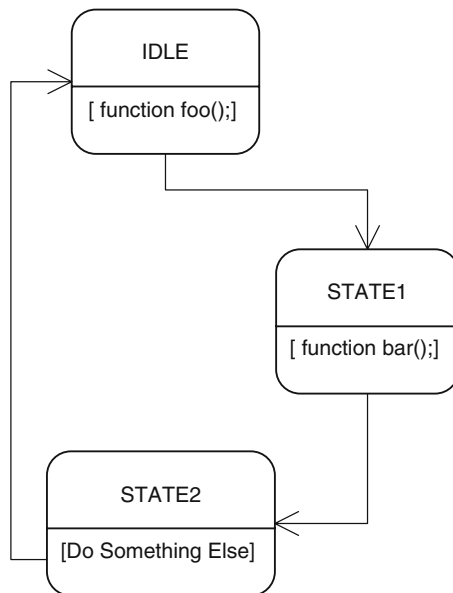 IDLE
[ function foo();]
STATE1
[ function bar();]
STATE2
[Do Something Else]